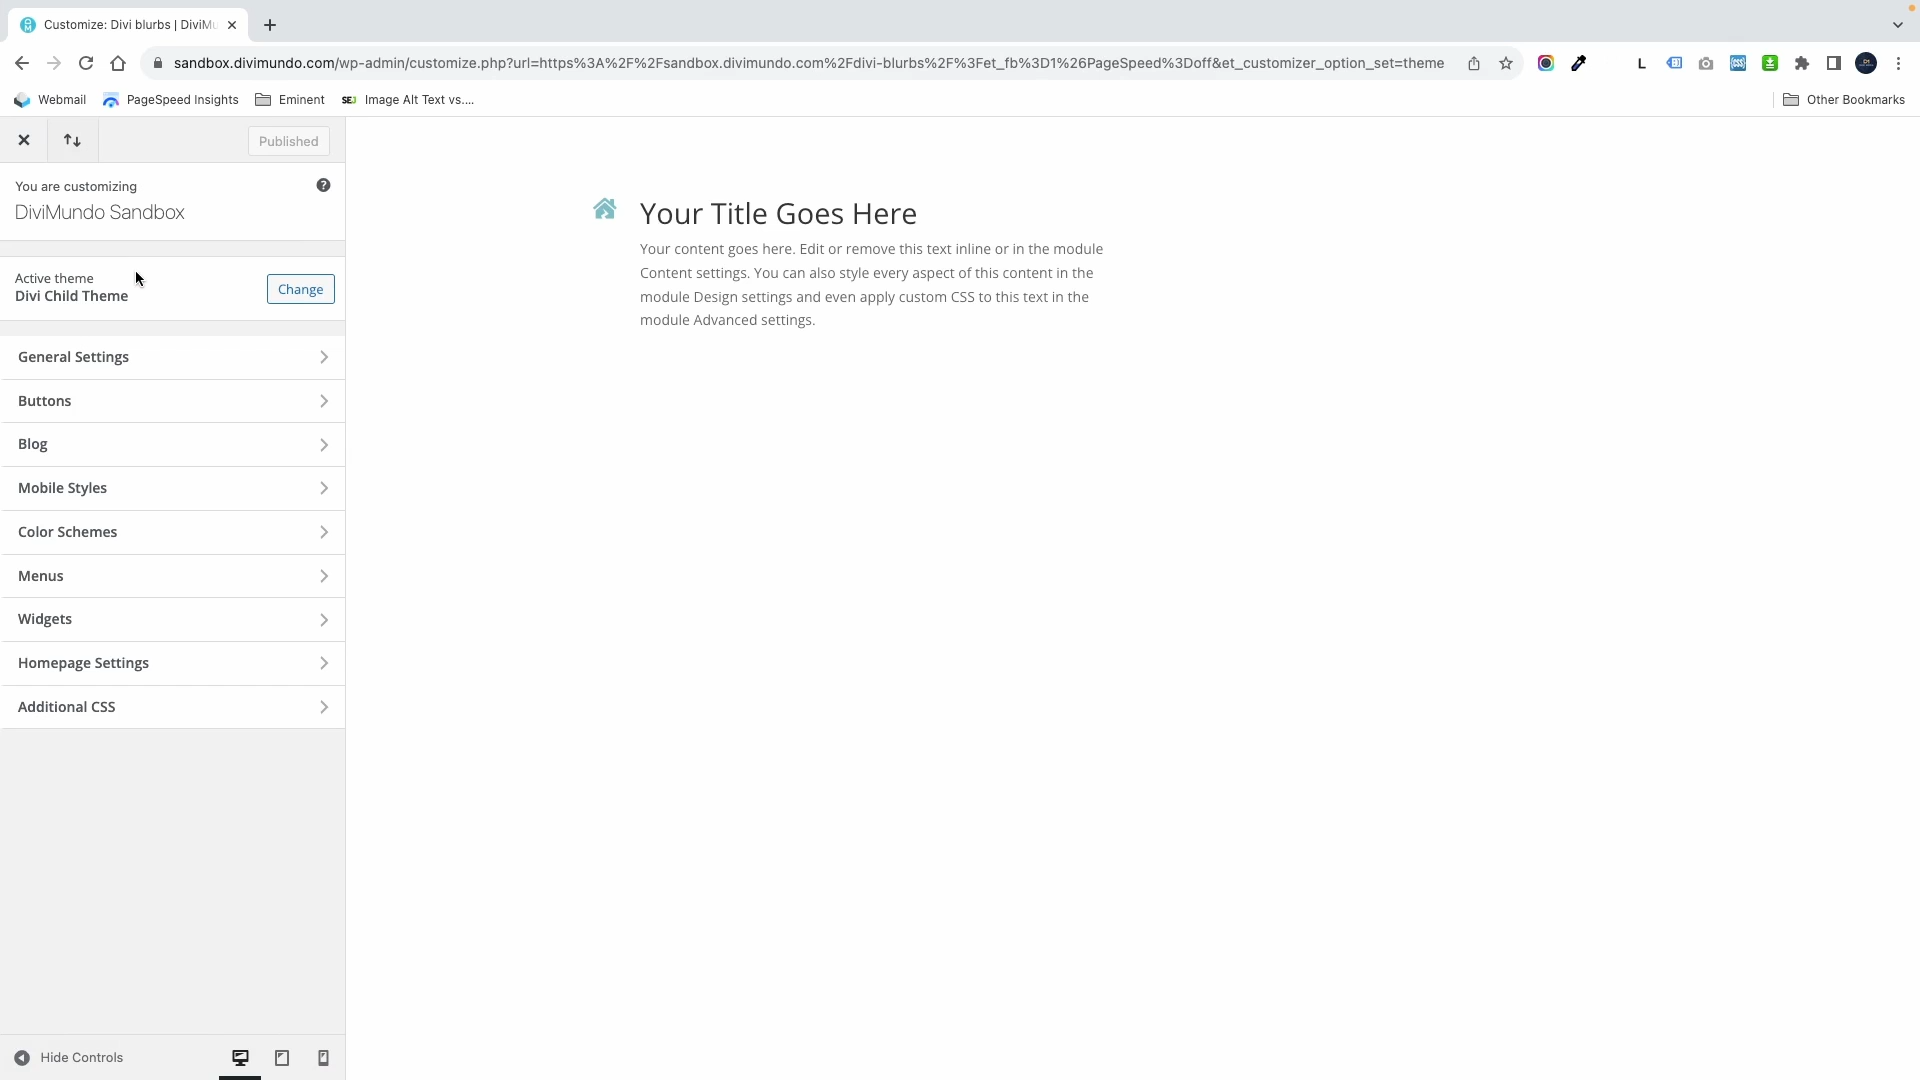 Customize: Divi blurbs | DiviMu
sandbox.divimundo.com/wp-admin/customize.php?url=https%3A%2F%2Fsandbox.divimundo.com%2Fdivi-blurbs%2F%3Fet_fb%3D1%26PageSpeed%3Doff&et_customizer_option_set=theme
Webmail PageSpeed Insights Eminent SEJ Image Alt Text vs.... Other Bookmarks
Published
You are customizing
DiviMundo Sandbox
Active theme
Divi Child Theme
Change
General Settings
Buttons
Blog
Mobile Styles
Color Schemes
Menus
Widgets
Homepage Settings
Additional CSS
Hide Controls
Your Title Goes Here
Your content goes here. Edit or remove this text inline or in the module
Content settings. You can also style every aspect of this content in the
module Design settings and even apply custom CSS to this text in the
module Advanced settings.